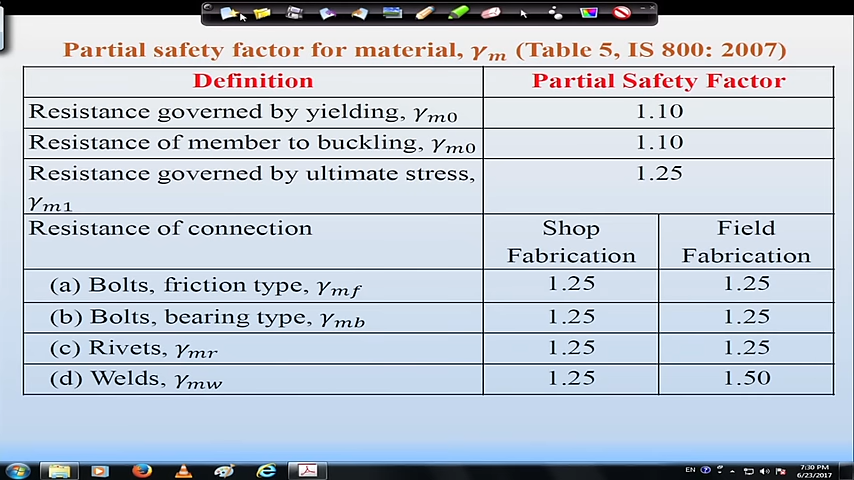 Partial safety factor for material, γm (Table 5, IS 800: 2007)
Definition Partial Safety Factor
Resistance governed by yielding, γm0 1.10
Resistance of member to buckling, γm0 1.10
Resistance governed by ultimate stress, 1.25
γm1
Resistance of connection Shop Field
Fabrication Fabrication
(a) Bolts, friction type, γmf 1.25 1.25
(b) Bolts, bearing type, γmb 1.25 1.25
(c) Rivets, γmr 1.25 1.25
(d) Welds, γmw 1.25 1.50
EN 7:30 PM
6/23/2017